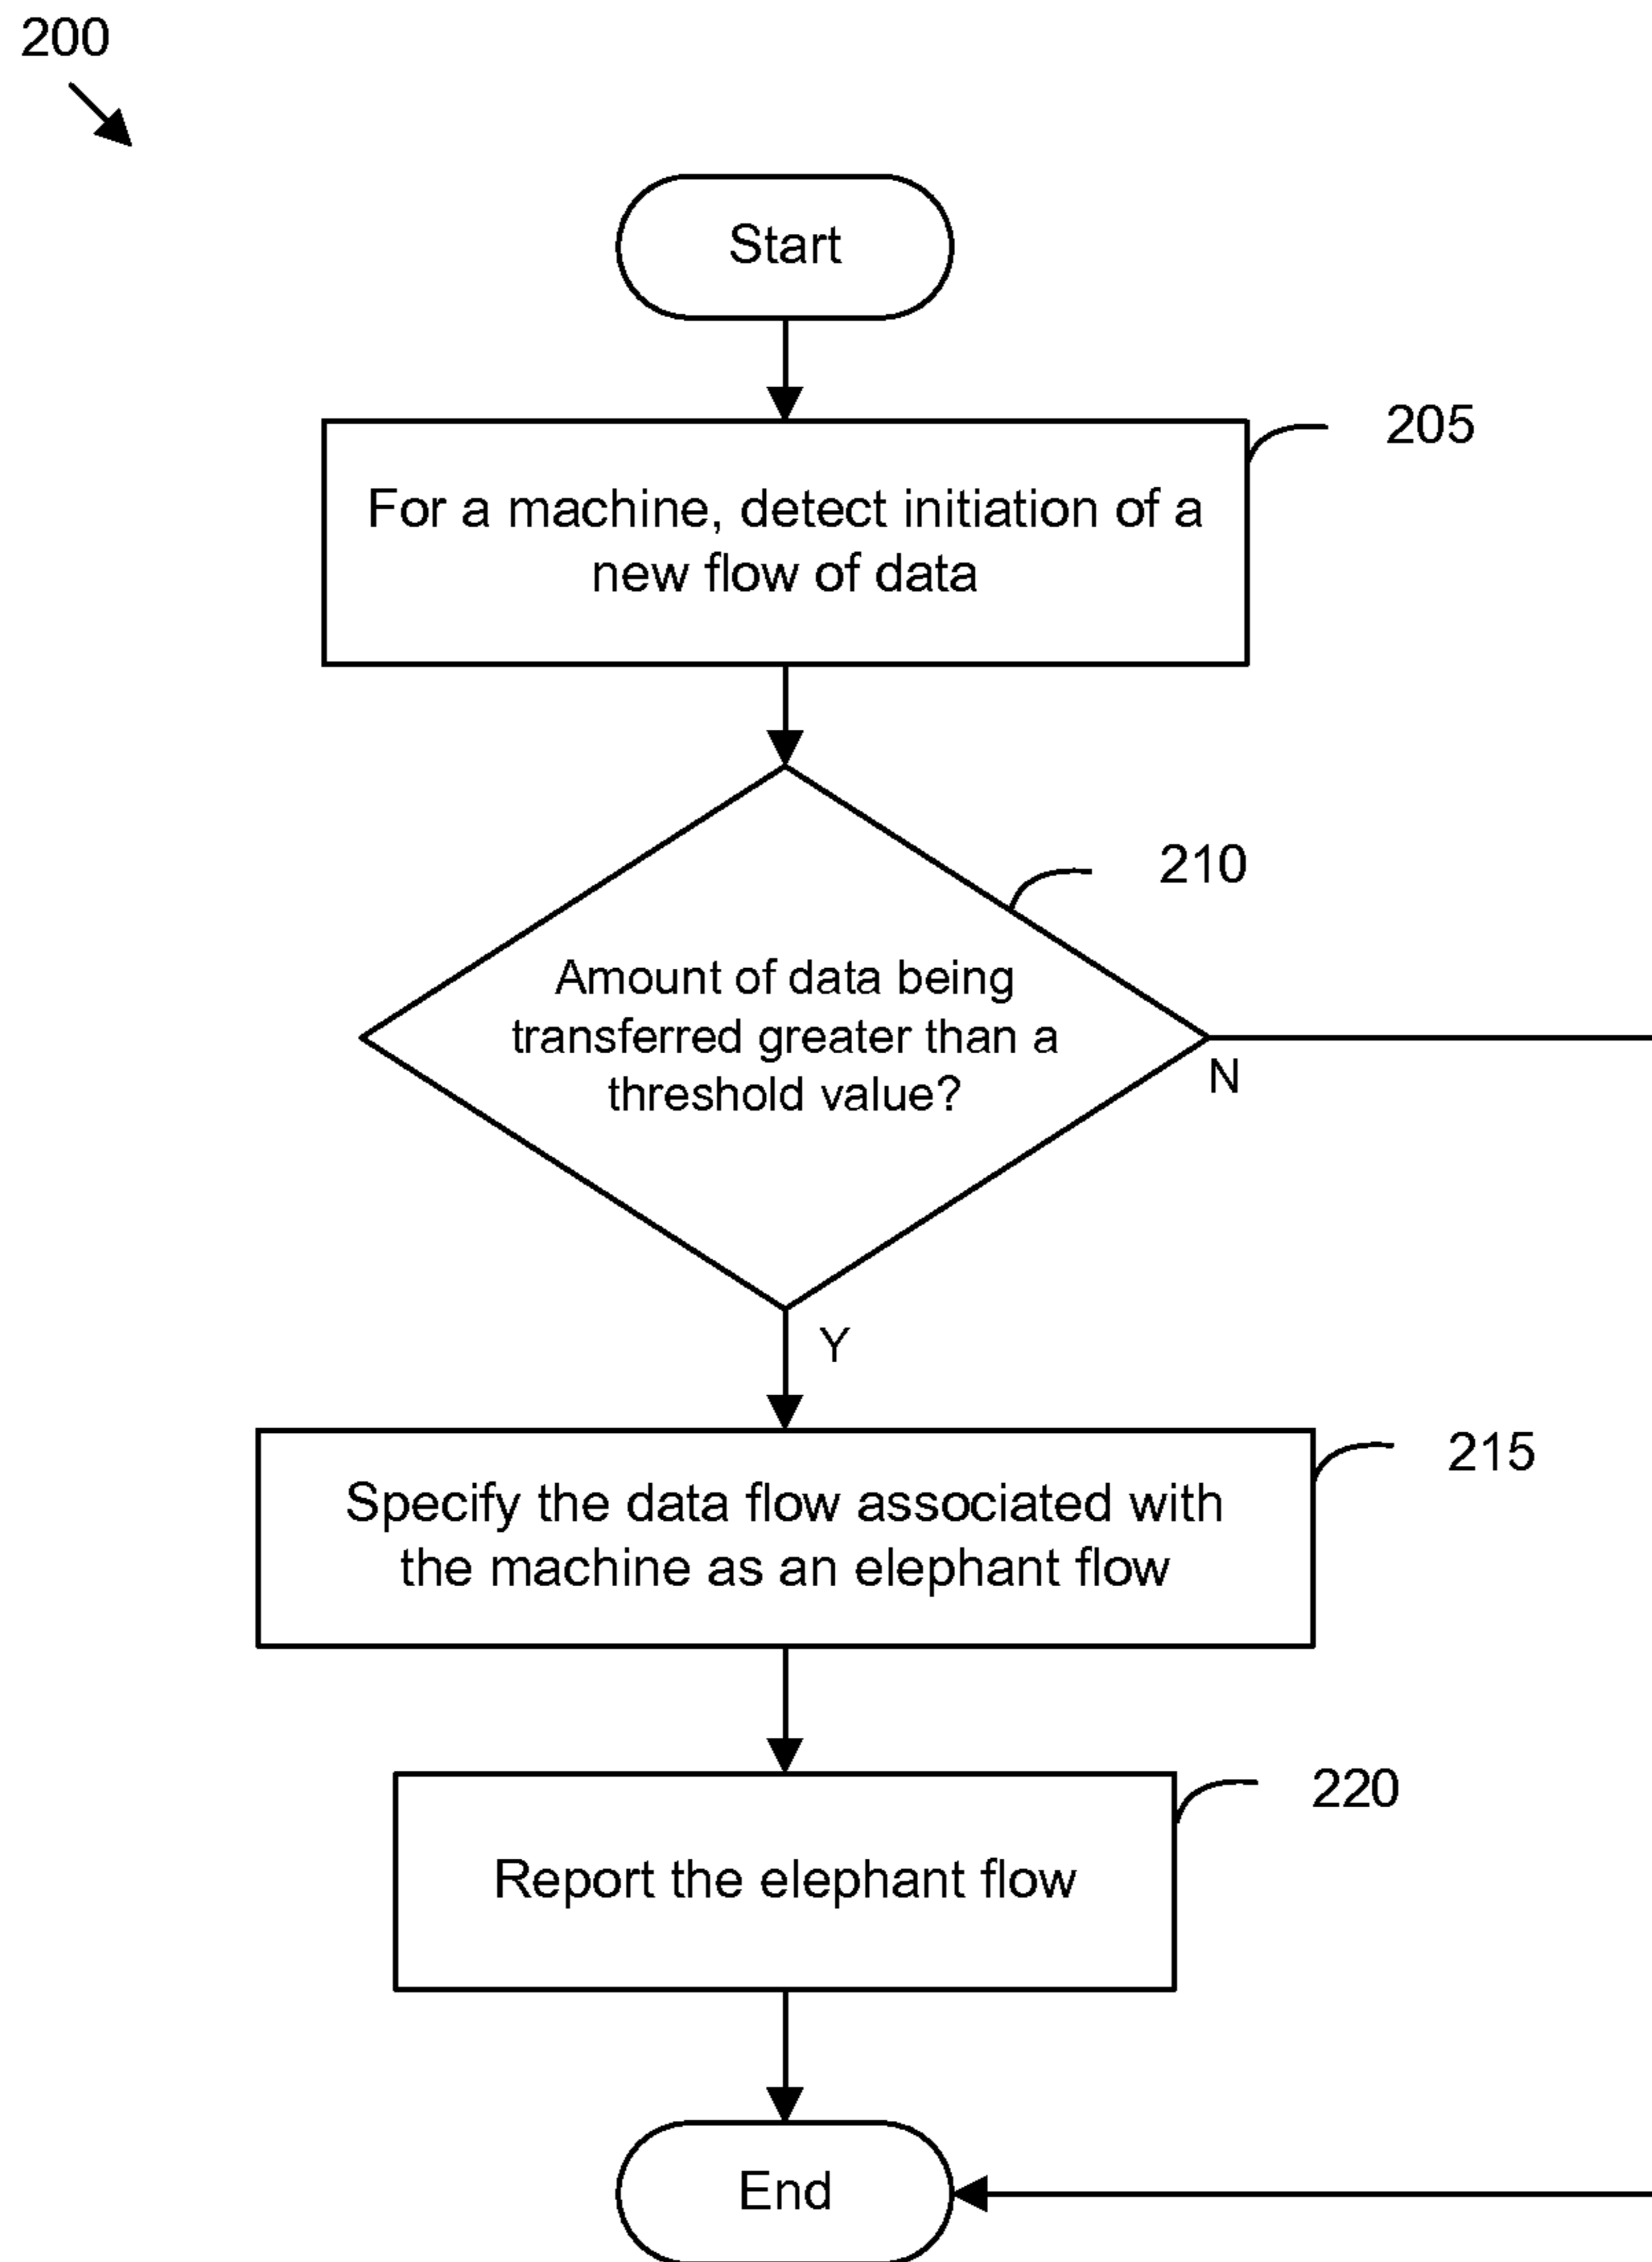 200
Start
205
For a machine, detect initiation of a
new flow of data
210
Amount of data being
transferred greater than a
threshold value?
N
Y
215
Specify the data flow associated with
the machine as an elephant flow
220
Report the elephant flow
End